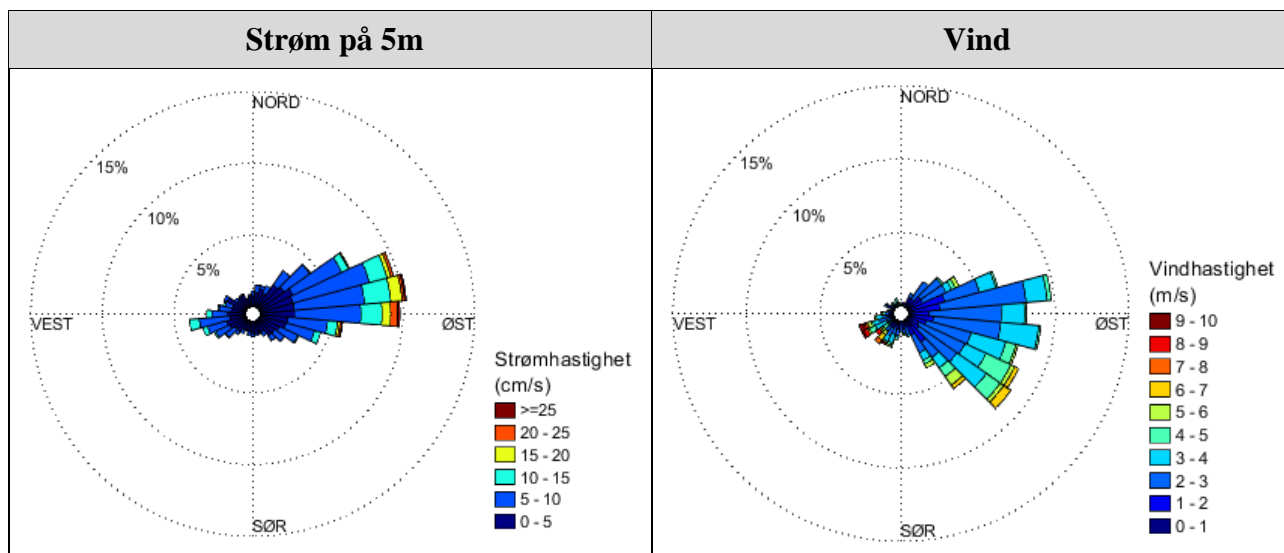 Strøm på 5m
Vind
NORD
15%
10%
5%
VEST
ØST
SØR
Strømhastighet
(cm/s)
>=25
20 - 25
15 - 20
10 - 15
5 - 10
0 - 5
NORD
15%
10%
5%
VEST
ØST
SØR
Vindhastighet
(m/s)
9 - 10
8 - 9
7 - 8
6 - 7
5 - 6
4 - 5
3 - 4
2 - 3
1 - 2
0 - 1